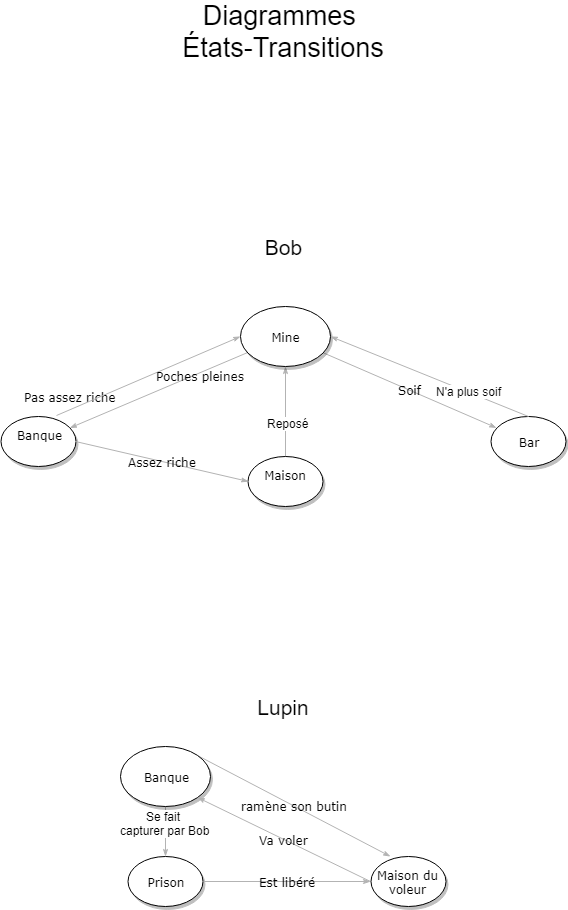 Diagrammes
États-Transitions
Bob
Mine
Poches pleines
Pas assez riche
Soif
N'a plus soif
Reposé
Banque
Bar
Assez riche
Maison
Lupin
Banque
ramène son butin
Se fait
capturer par Bob
Va voler
Prison
Est libéré
Maison du
voleur